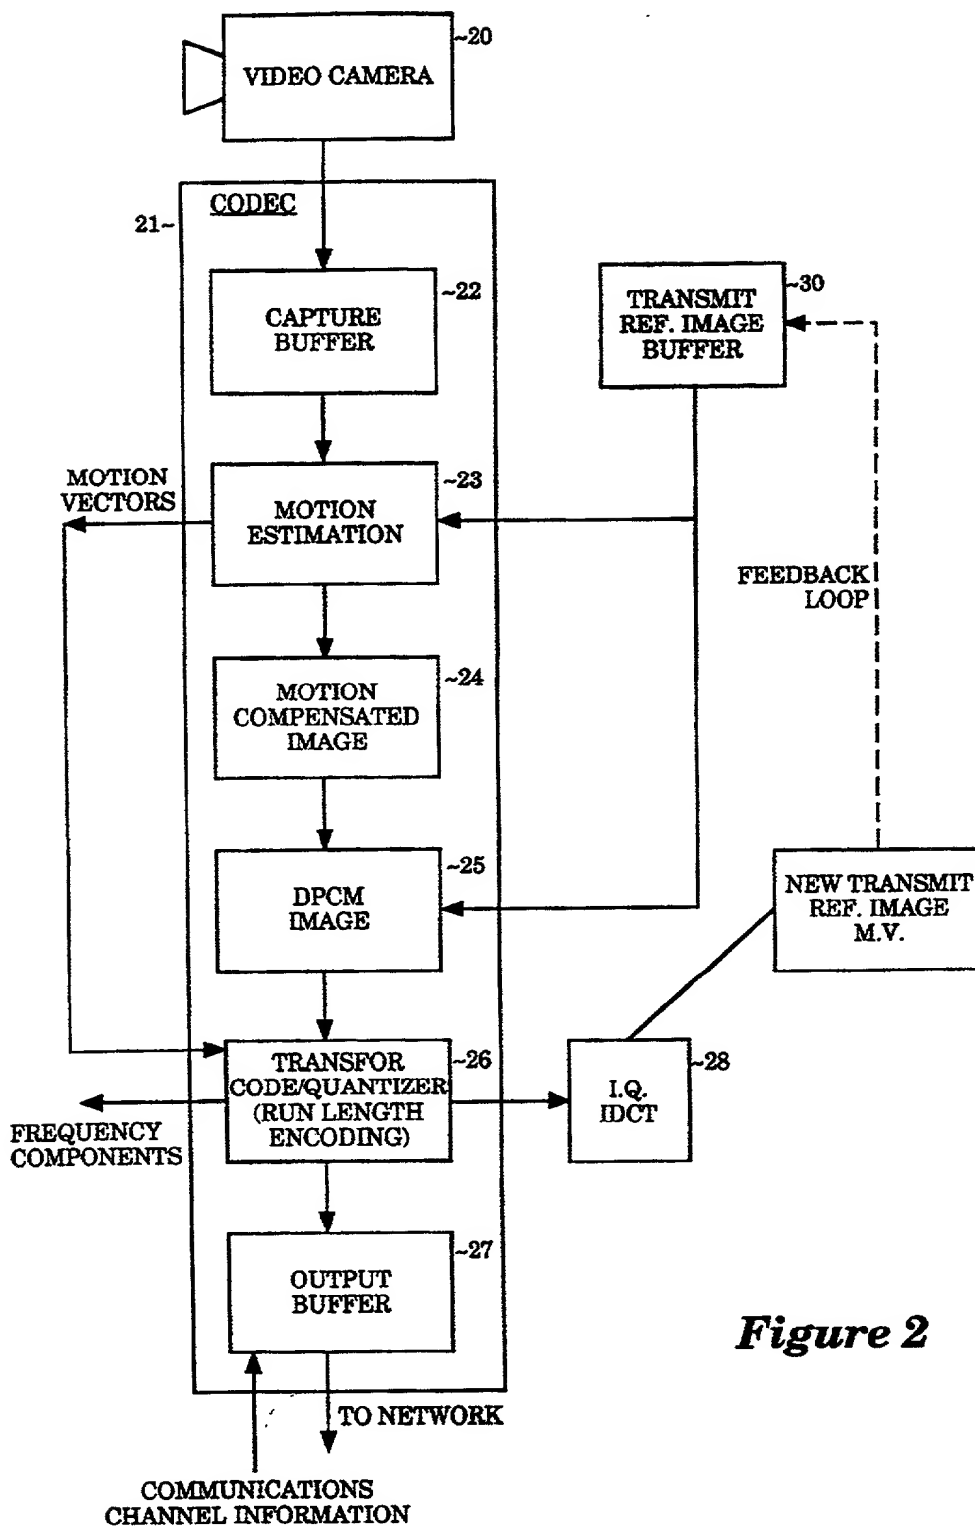 ~20
VIDEO CAMERA
CODEC
21~
~22
CAPTURE
BUFFER
~30
TRANSMIT
REF. IMAGE
BUFFER
MOTION
VECTORS
~23
MOTION
ESTIMATION
FEEDBACK
LOOP
~24
MOTION
COMPENSATED
IMAGE
~25
DPCM
IMAGE
NEW TRANSMIT
REF. IMAGE
M.V.
~26
TRANSFOR
CODE/QUANTIZER
(RUN LENGTH
ENCODING)
~28
I.Q.
IDCT
FREQUENCY
COMPONENTS
~27
OUTPUT
BUFFER
Figure 2
TO NETWORK
COMMUNICATIONS
CHANNEL INFORMATION